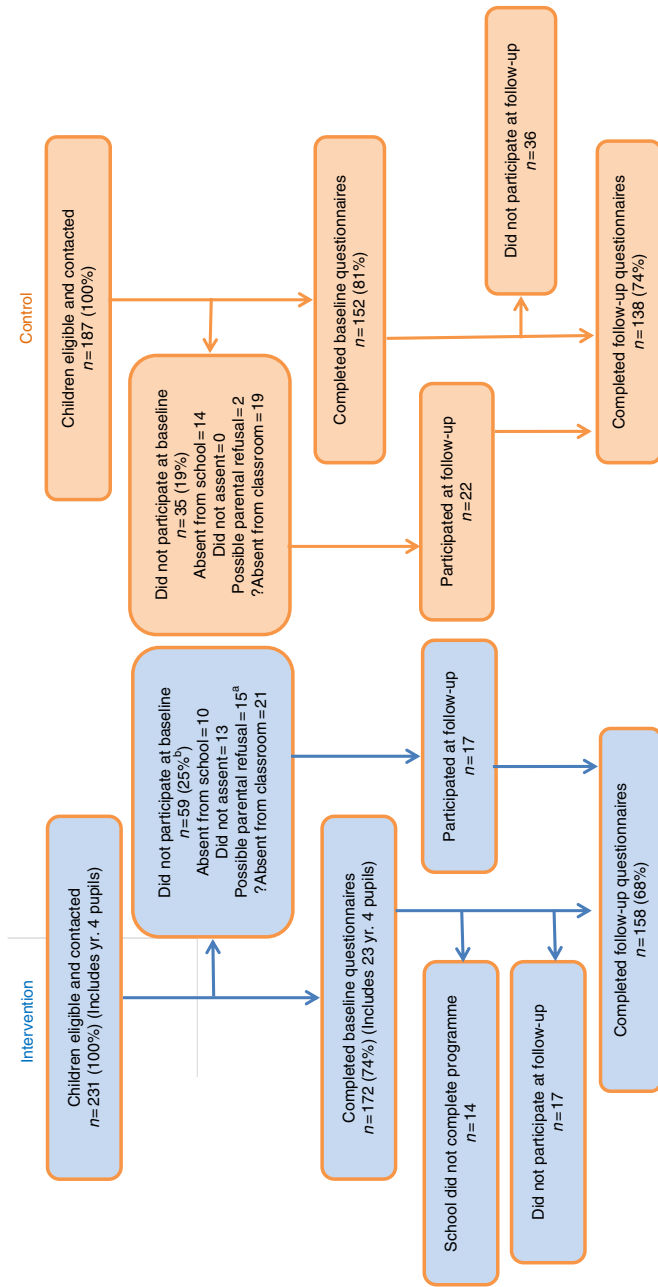 Intervention
Children eligible and contacted
n=231 (100%) (Includes yr. 4 pupils)
Did not participate at baseline
n=59 (25%ᵇ)
Absent from school=10
Did not assent=13
Possible parental refusal=15ᵃ
?Absent from classroom=21
Completed baseline questionnaires
n=172 (74%) (Includes 23 yr. 4 pupils)
School did not complete programme
n=14
Did not participate at follow-up
n=17
Participated at follow-up
n=17
Completed follow-up questionnaires
n=158 (68%)
Control
Children eligible and contacted
n=187 (100%)
Did not participate at baseline
n=35 (19%)
Absent from school=14
Did not assent=0
Possible parental refusal=2
?Absent from classroom=19
Completed baseline questionnaires
n=152 (81%)
Participated at follow-up
n=22
Did not participate at follow-up
n=36
Completed follow-up questionnaires
n=138 (74%)